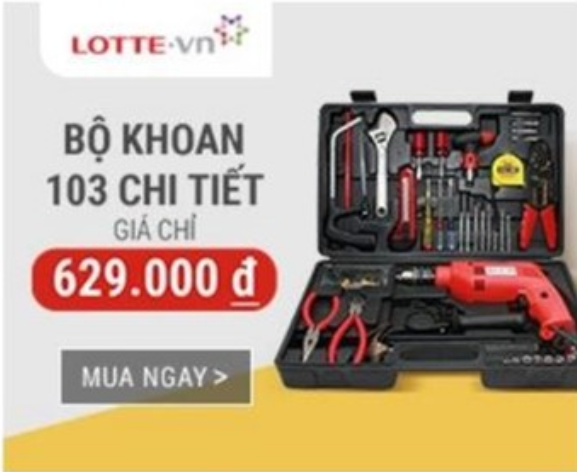 LOTTE.vn
BỘ KHOAN
103 CHI TIẾT
GIÁ CHỈ
629.000 đ
MUA NGAY >